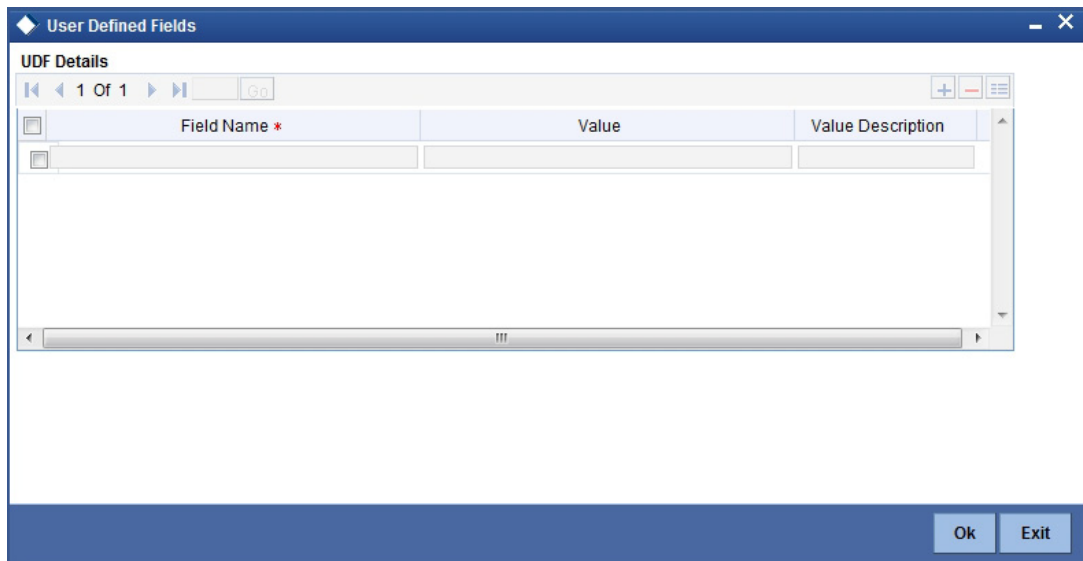 User Defined Fields
UDF Details
1 Of 1 Go
Field Name * Value Value Description
Ok Exit